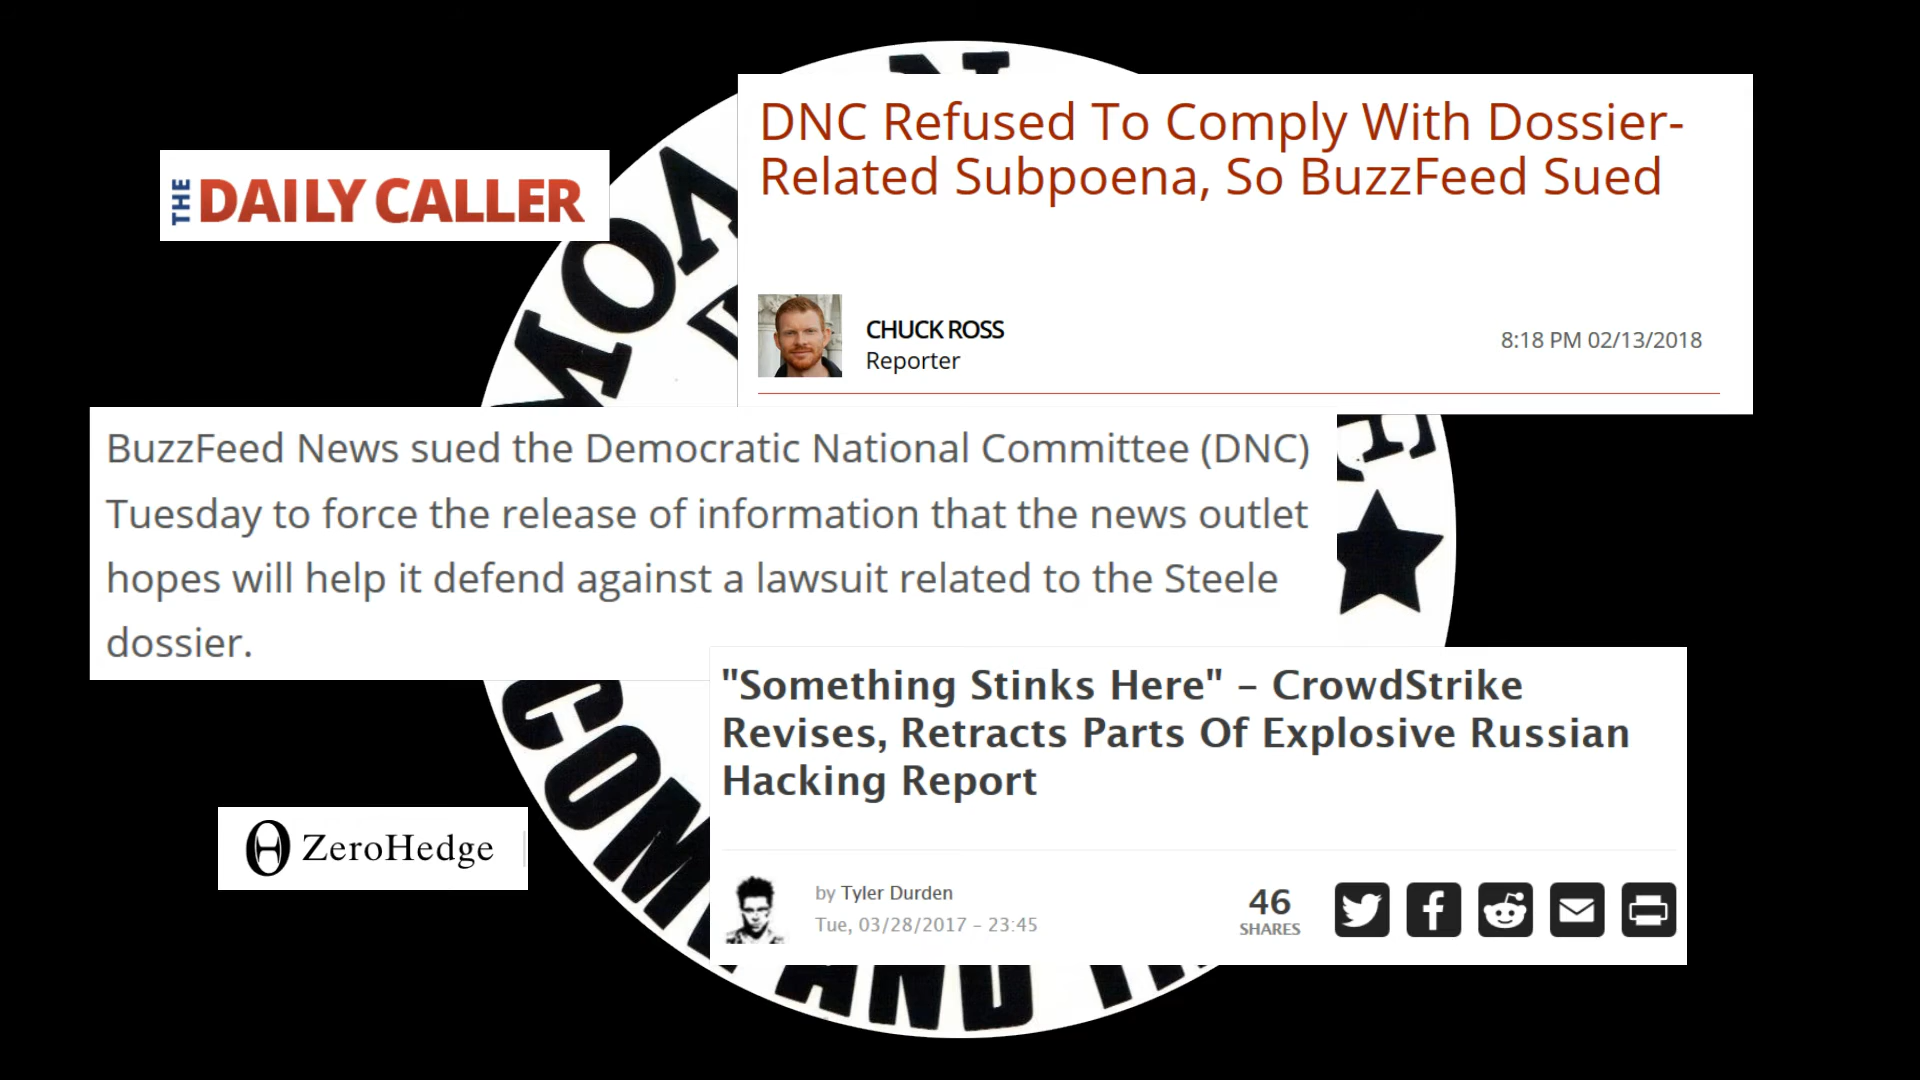 THE DAILY CALLER
DNC Refused To Comply With Dossier-
Related Subpoena, So BuzzFeed Sued
CHUCK ROSS
Reporter
8:18 PM 02/13/2018
BuzzFeed News sued the Democratic National Committee (DNC)
Tuesday to force the release of information that the news outlet
hopes will help it defend against a lawsuit related to the Steele
dossier.
"Something Stinks Here" – CrowdStrike
Revises, Retracts Parts Of Explosive Russian
Hacking Report
ZeroHedge
by Tyler Durden
Tue, 03/28/2017 - 23:45
46
SHARES
AND